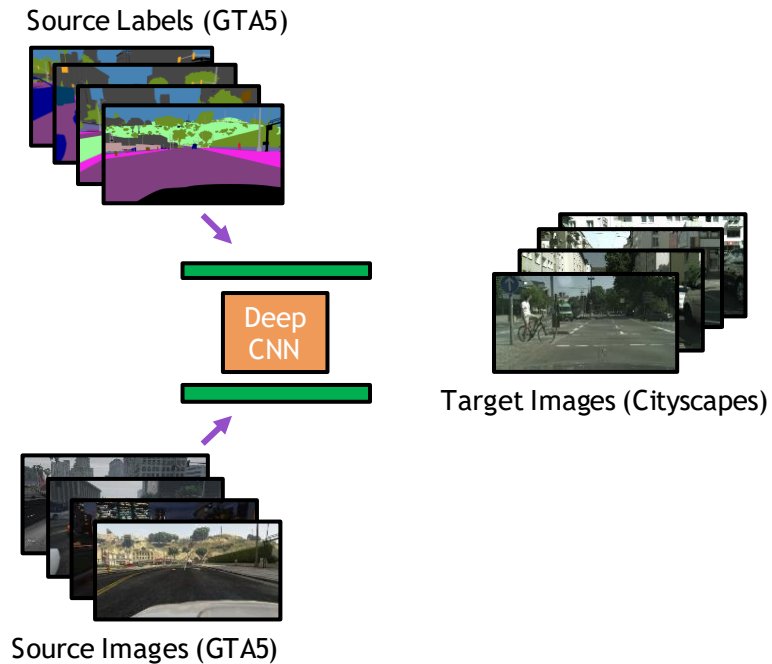 Source Labels (GTA5)
Deep
CNN
Target Images (Cityscapes)
Source Images (GTA5)